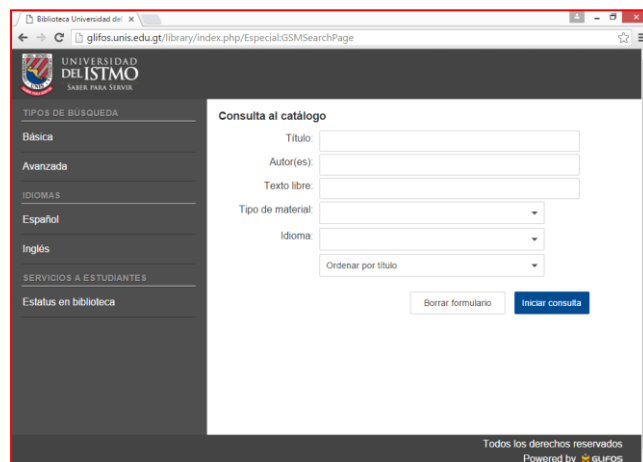 Biblioteca Universidad del
glifos.unis.edu.gt/library/index.php/Especial:GSMSearchPage
UNIVERSIDAD
DEL ISTMO
SABER PARA SERVIR
TIPOS DE BÚSQUEDA
Básica
Avanzada
IDIOMAS
Español
Inglés
SERVICIOS A ESTUDIANTES
Estatus en biblioteca
Consulta al catálogo
Título:
Autor(es):
Texto libre:
Tipo de material:
Idioma:
Ordenar por título
Borrar formulario Iniciar consulta
Todos los derechos reservados
Powered by GLIFOS